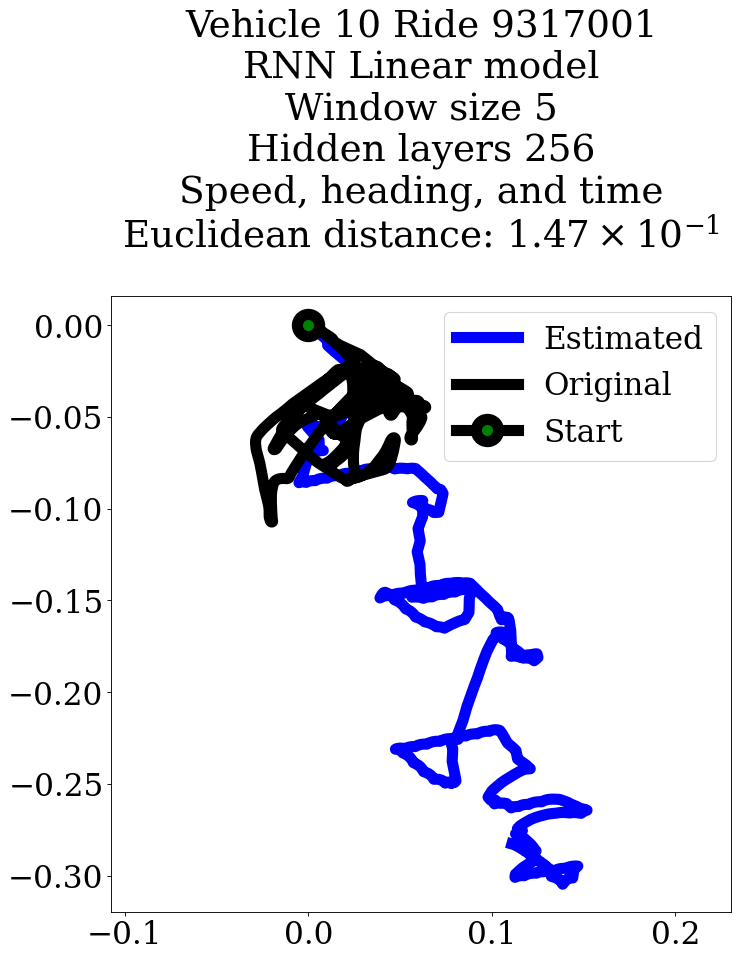 Vehicle 10 Ride 9317001
RNN Linear model
Window size 5
Hidden layers 256
Speed, heading, and time
Euclidean distance: 1.47 × 10⁻¹
Estimated
Original
Start
0.00
−0.05
−0.10
−0.15
−0.20
−0.25
−0.30
−0.1 0.0 0.1 0.2